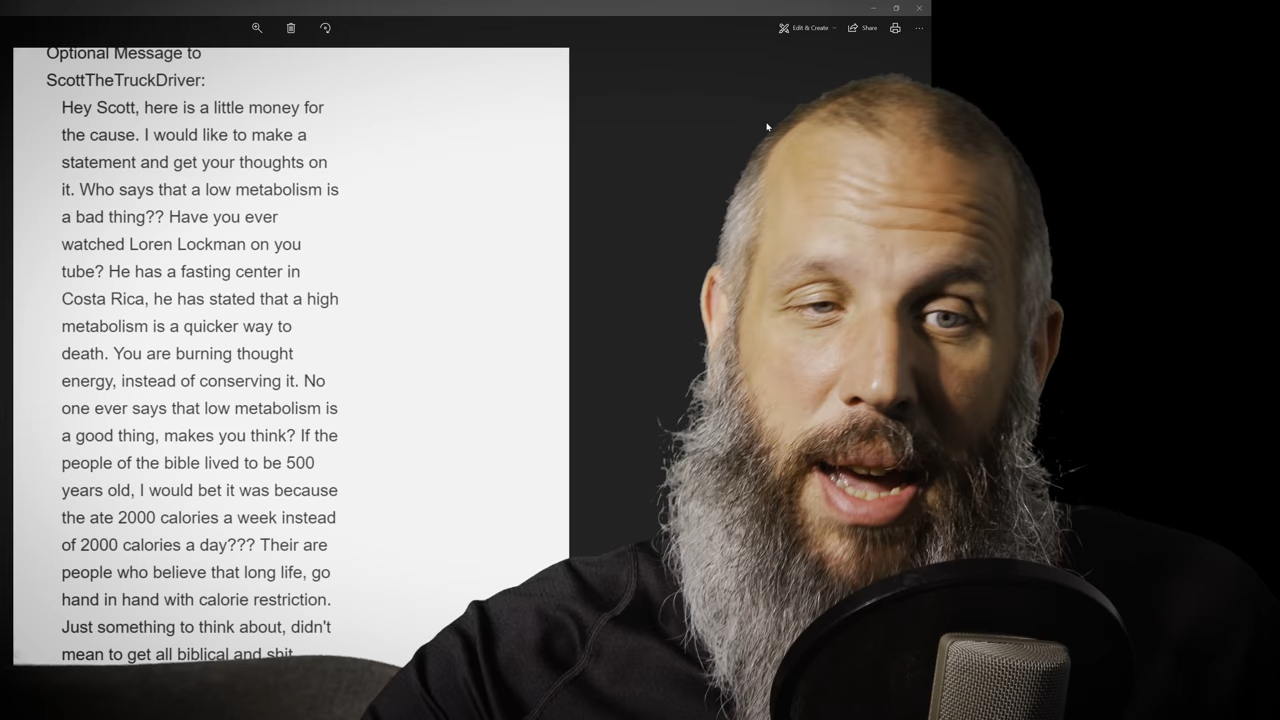 Edit & Create
Share
Optional Message to
ScottTheTruckDriver:
Hey Scott, here is a little money for
the cause. I would like to make a
statement and get your thoughts on
it. Who says that a low metabolism is
a bad thing?? Have you ever
watched Loren Lockman on you
tube? He has a fasting center in
Costa Rica, he has stated that a high
metabolism is a quicker way to
death. You are burning thought
energy, instead of conserving it. No
one ever says that low metabolism is
a good thing, makes you think? If the
people of the bible lived to be 500
years old, I would bet it was because
the ate 2000 calories a week instead
of 2000 calories a day??? Their are
people who believe that long life, go
hand in hand with calorie restriction.
Just something to think about, didn't
mean to get all biblical and shit